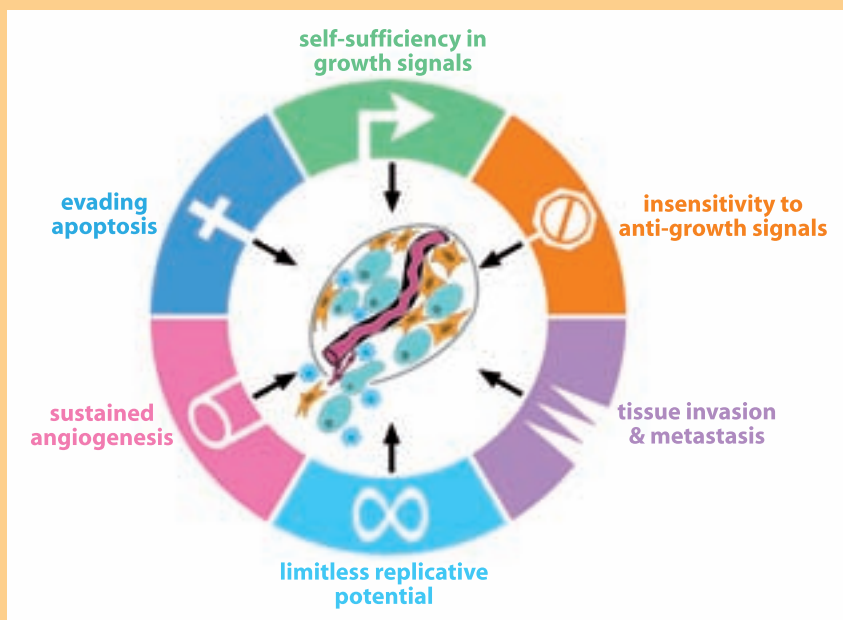 self-sufficiency in
growth signals
evading
apoptosis
insensitivity to
anti-growth signals
sustained
angiogenesis
tissue invasion
& metastasis
limitless replicative
potential